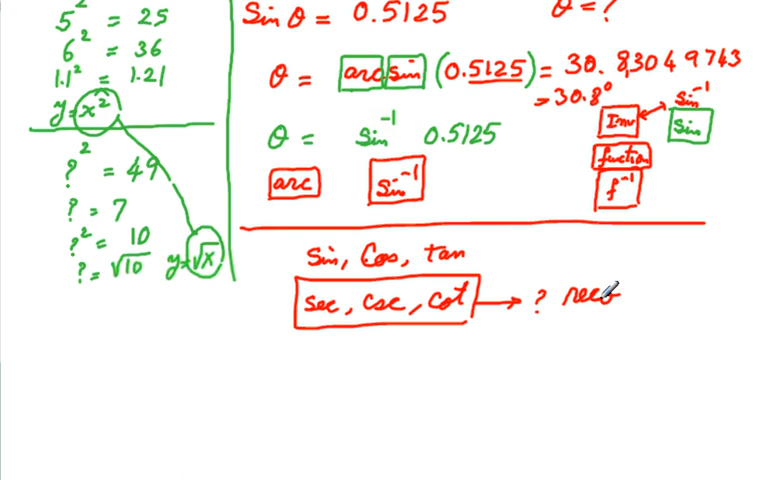 5² = 25
6² = 36
1.1² = 1.21
y = x²
?² = 49
? = 7
?² = 10
? = √10 y = √x
Sin θ = 0.5125 θ = ?
θ = arc sin (0.5125) = 30.83049743
= 30.8°
θ = sin⁻¹ 0.5125
Inv sin⁻¹
Sin
function
f⁻¹
arc Sin⁻¹
Sin, Cos, tan
sec, csc, cot → ? reco